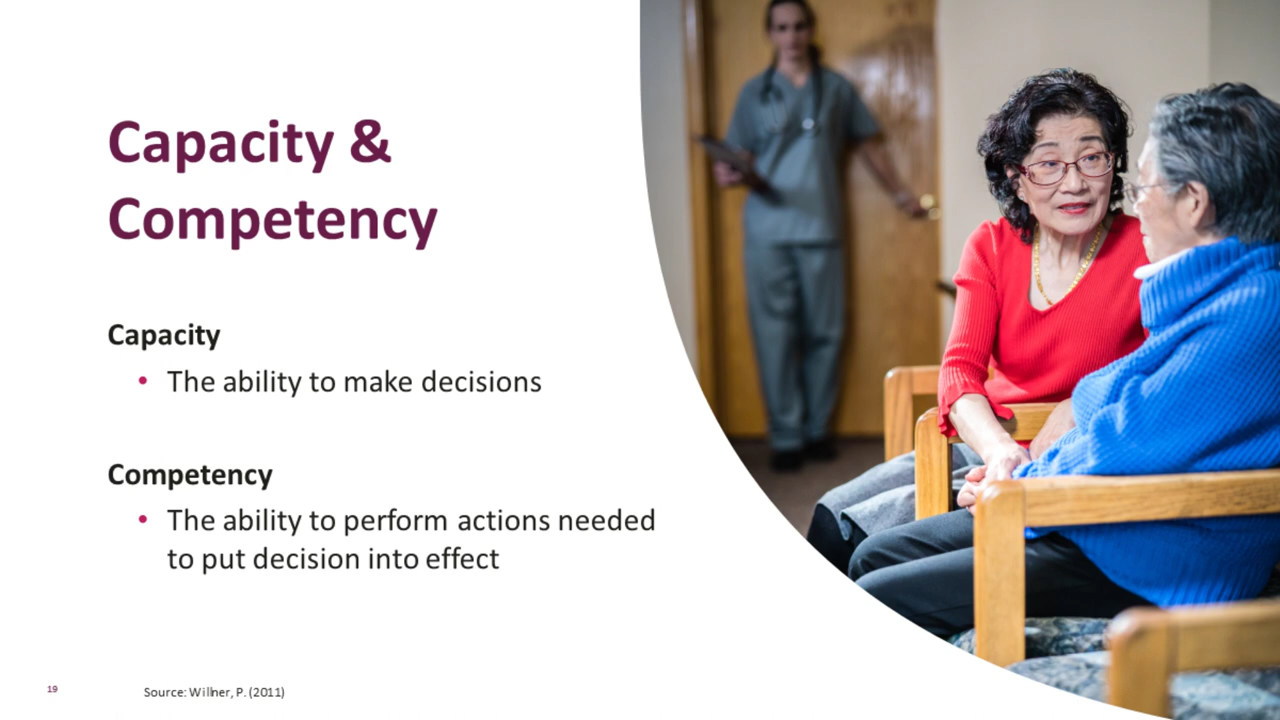 Capacity &
Competency
Capacity
• The ability to make decisions
Competency
• The ability to perform actions needed
to put decision into effect
19
Source: Willner, P. (2011)